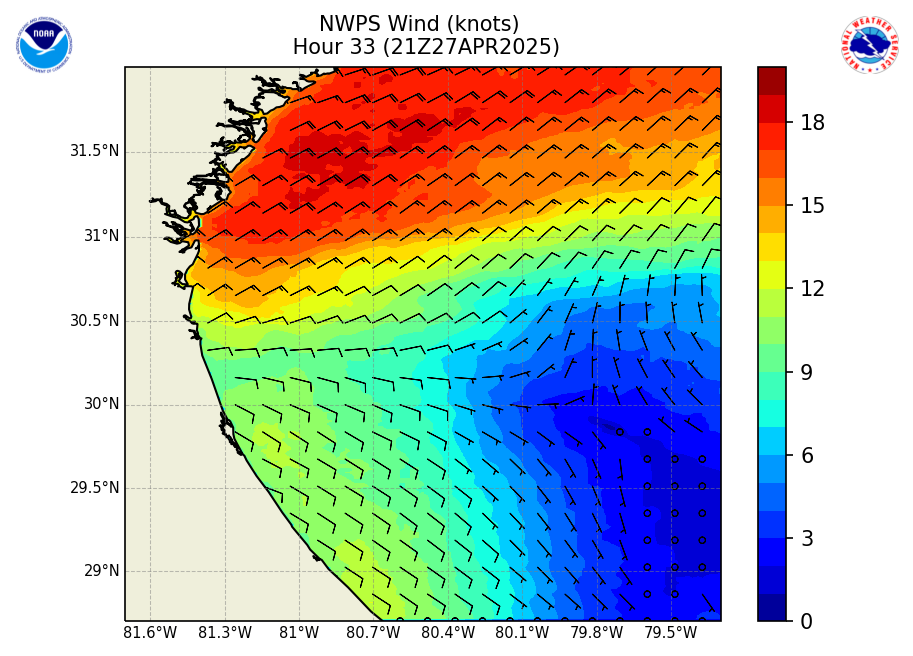 NWPS Wind (knots)
Hour 33 (21Z27APR2025)
NOAA
NATIONAL WEATHER SERVICE
31.5°N
31°N
30.5°N
30°N
29.5°N
29°N
81.6°W 81.3°W 81°W 80.7°W 80.4°W 80.1°W 79.8°W 79.5°W
18
15
12
9
6
3
0